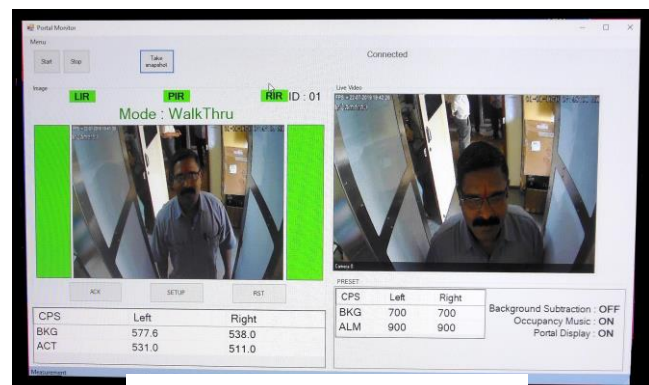 Portal Monitor
Menu
Start Stop Take snapshot
Connected
Image
Live Video
LIR PIR RIR ID : 01
Mode : WalkThru
Camera 0
ACK SETUP RST
CPS Left Right
BKG 577.6 538.0
ACT 531.0 511.0
PRESET
CPS Left Right
BKG 700 700
ALM 900 900
Background Subtraction : OFF
Occupancy Music : ON
Portal Display : ON
Measurement